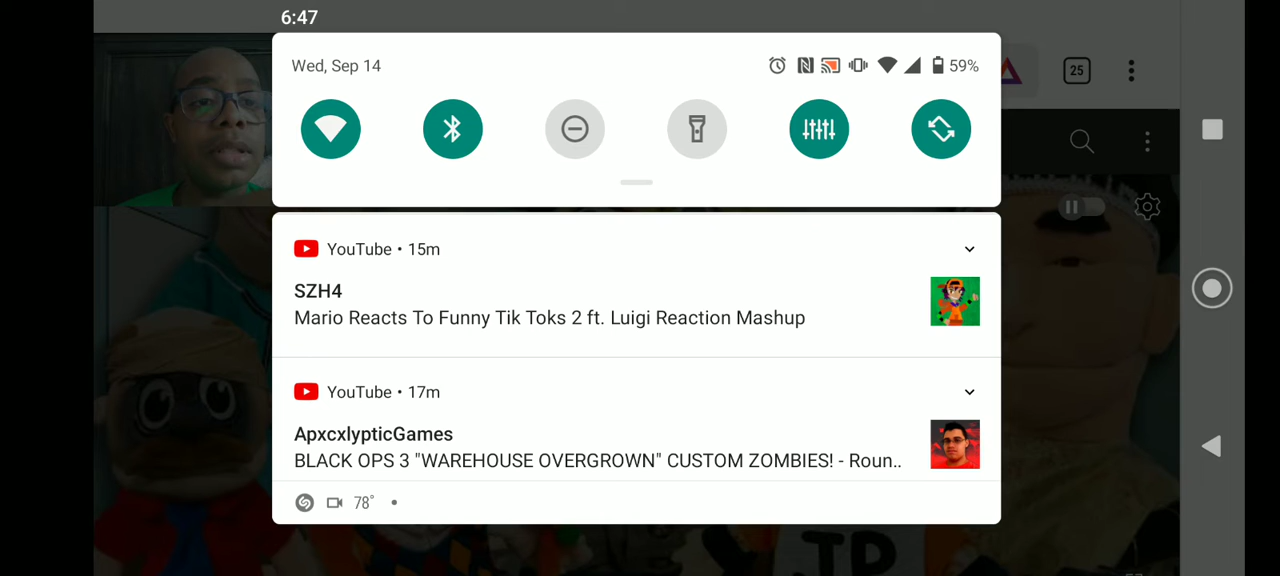 6:47
Wed, Sep 14
59%
25
YouTube • 15m
SZH4
Mario Reacts To Funny Tik Toks 2 ft. Luigi Reaction Mashup
YouTube • 17m
ApxcxlypticGames
BLACK OPS 3 "WAREHOUSE OVERGROWN" CUSTOM ZOMBIES! - Roun..
78° •
JP